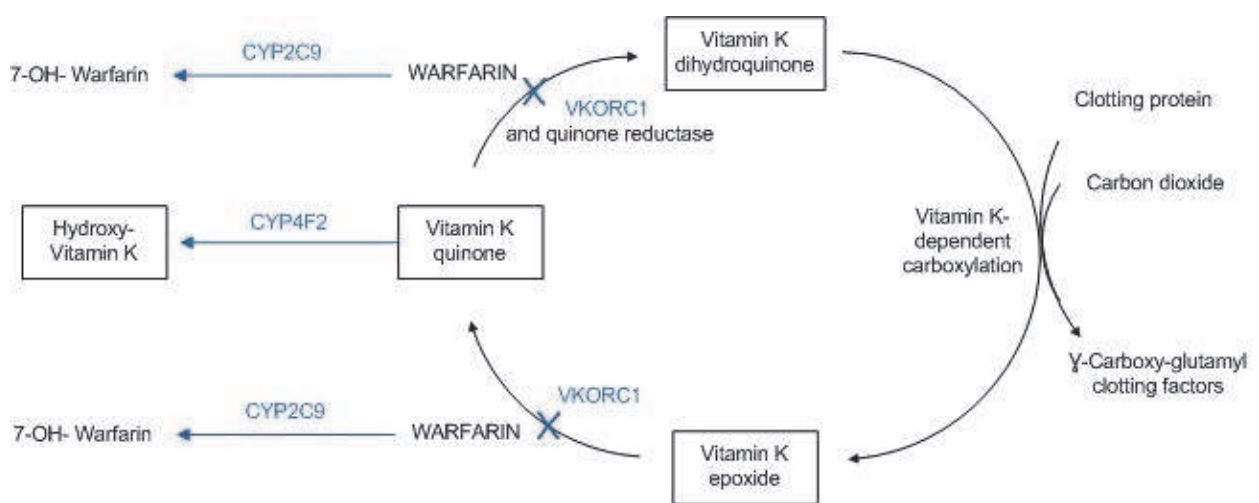 CYP2C9
7-OH- Warfarin
WARFARIN
Vitamin K
dihydroquinone
VKORC1
and quinone reductase
Clotting protein
Carbon dioxide
Hydroxy-
Vitamin K
CYP4F2
Vitamin K
quinone
Vitamin K-
dependent
carboxylation
Ɣ-Carboxy-glutamyl
clotting factors
CYP2C9
7-OH- Warfarin
WARFARIN
VKORC1
Vitamin K
epoxide